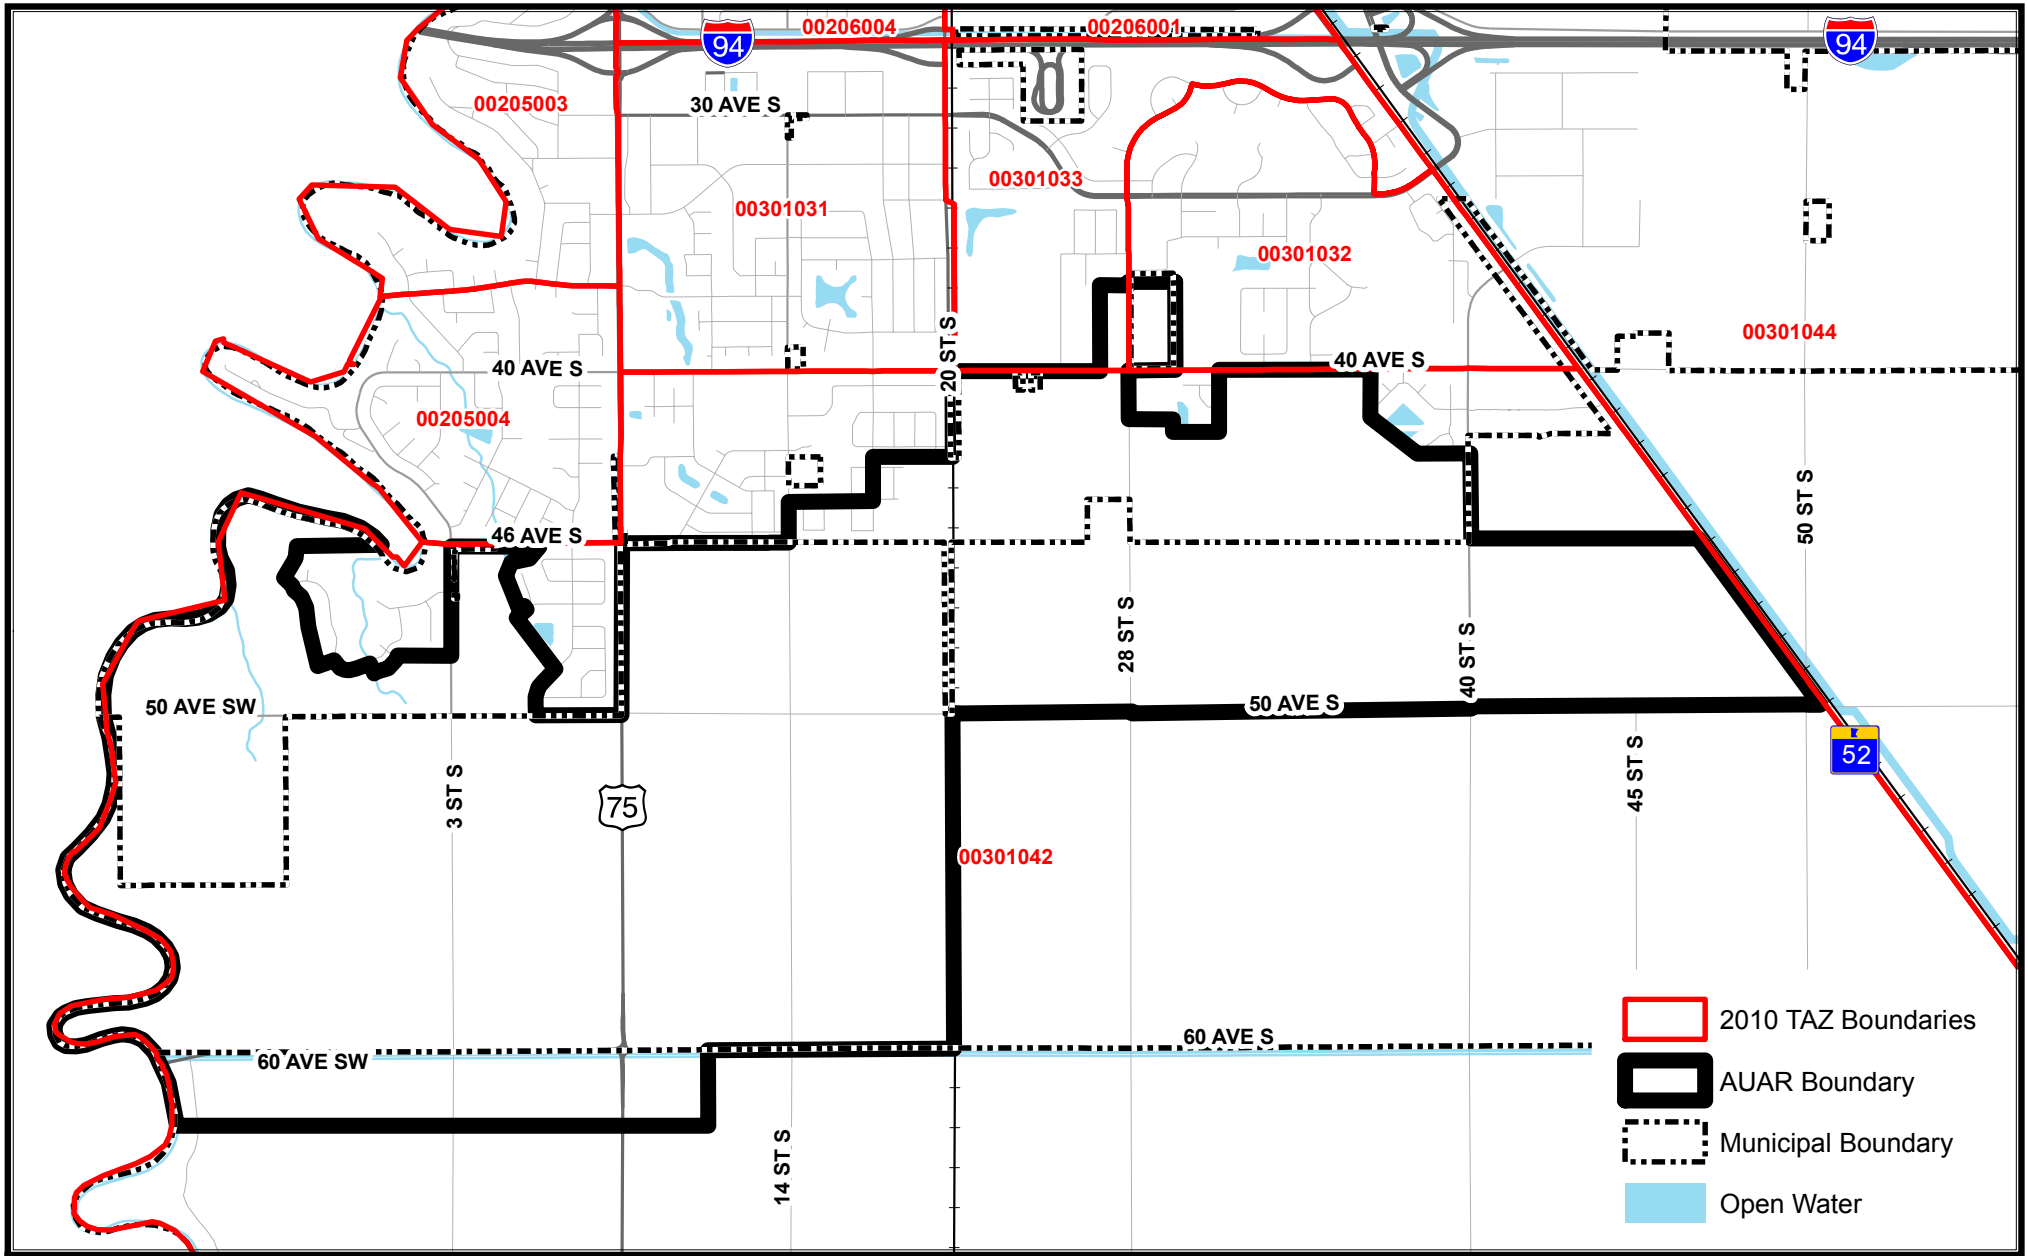 00206004
00206001
94
94
00205003
30 AVE S
00301033
00301031
00301032
20 ST S
00301044
40 AVE S
40 AVE S
00205004
50 ST S
46 AVE S
28 ST S
40 ST S
50 AVE SW
50 AVE S
52
3 ST S
75
45 ST S
00301042
2010 TAZ Boundaries
60 AVE S
60 AVE SW
AUAR Boundary
Municipal Boundary
14 ST S
Open Water